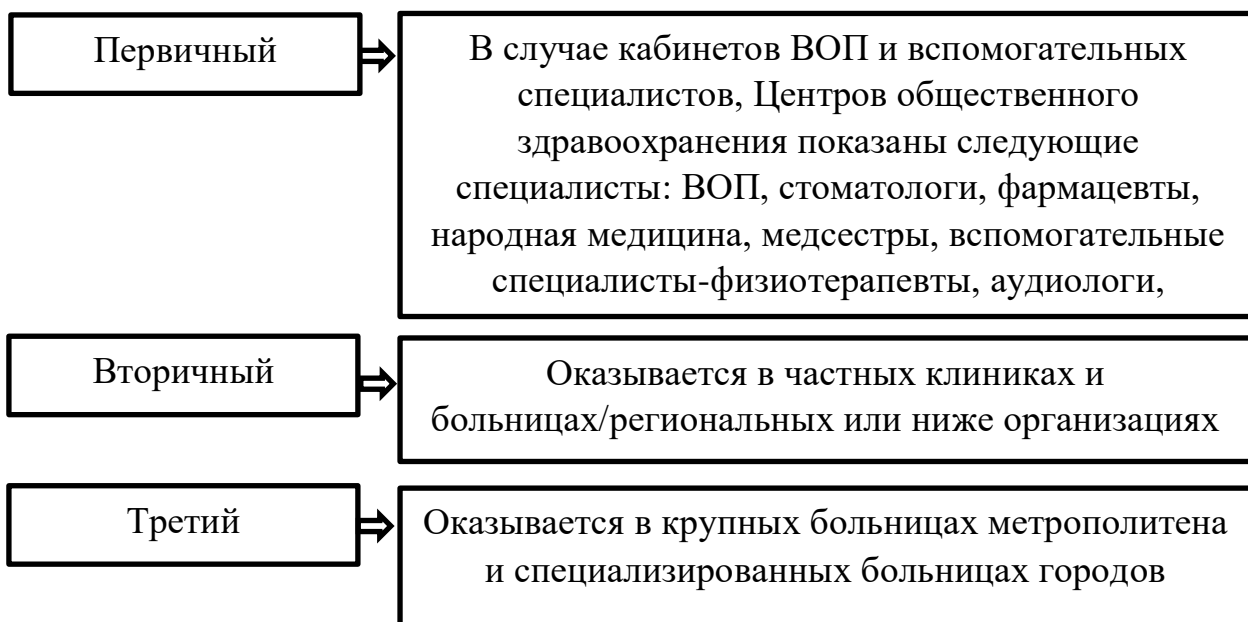 Первичный
В случае кабинетов ВОП и вспомогательных
специалистов, Центров общественного
здравоохранения показаны следующие
специалисты: ВОП, стоматологи, фармацевты,
народная медицина, медсестры, вспомогательные
специалисты-физиотерапевты, аудиологи,
Вторичный
Оказывается в частных клиниках и
больницах/региональных или ниже организациях
Третий
Оказывается в крупных больницах метрополитена
и специализированных больницах городов